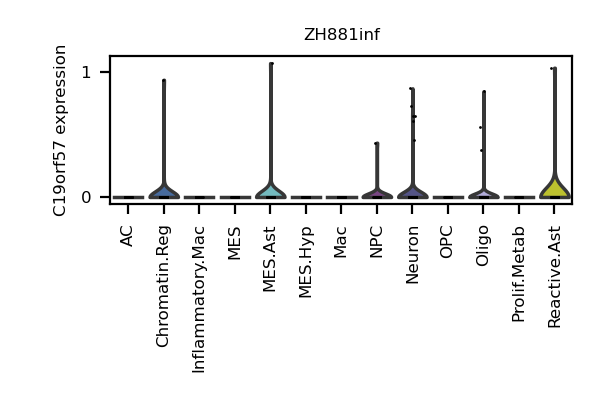 ZH881inf
C19orf57 expression
1
0
AC
Chromatin.Reg
Inflammatory.Mac
MES
MES.Ast
MES.Hyp
Mac
NPC
Neuron
OPC
Oligo
Prolif.Metab
Reactive.Ast